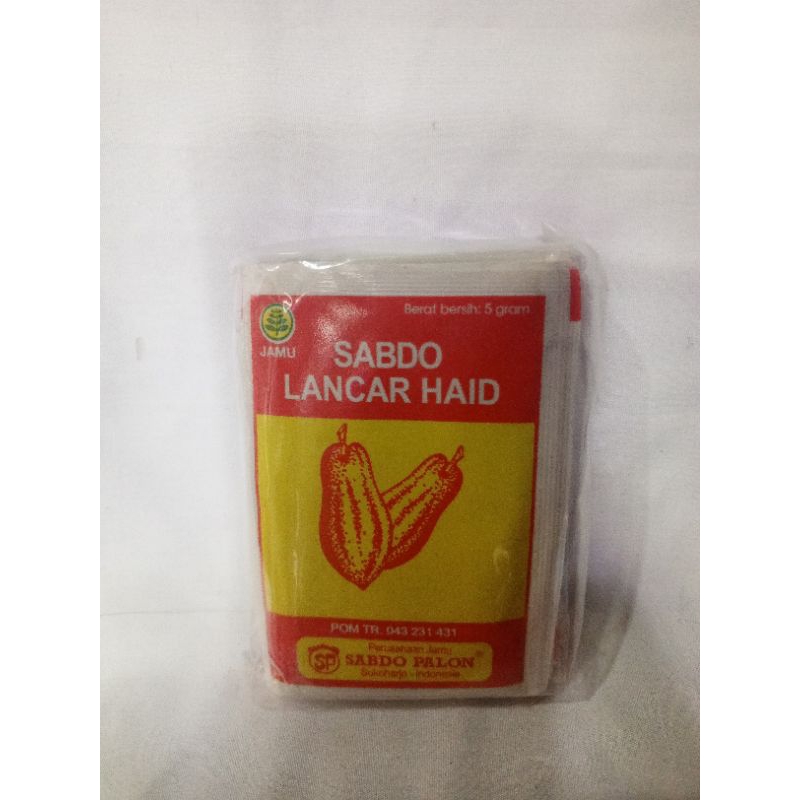 Berat bersih: 5 gram
JAMU
SABDO
LANCAR HAID
POM TR. 043 231 431
Perusahaan Jamu
SP SABDO PALON®
Sukoharjo - Indonesia